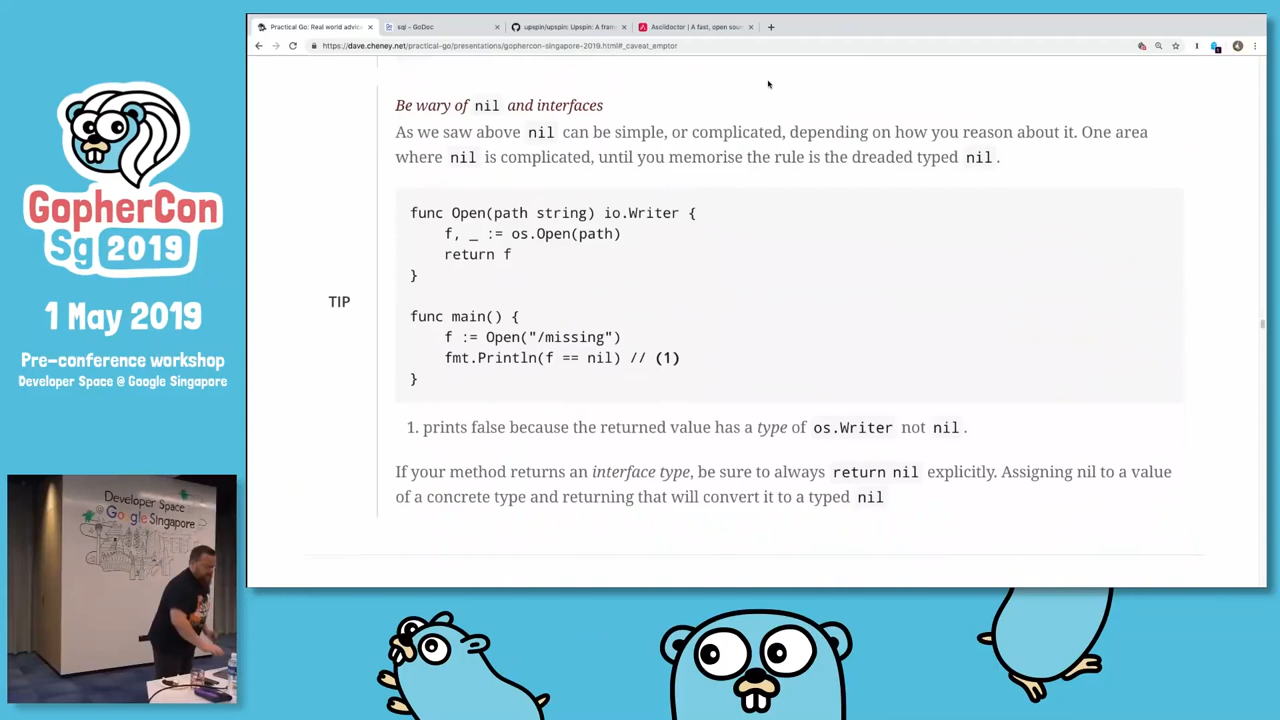 GopherCon
Sg 2019
1 May 2019
Pre-conference workshop
Developer Space @ Google Singapore
Developer Space
@ Google Singapore
Practical Go: Real world advic
sql - GoDoc
upspin/upspin: Upspin: A fram
Asciidoctor | A fast, open sou
https://dave.cheney.net/practical-go/presentations/gophercon-singapore-2019.html#_caveat_emptor
Be wary of nil and interfaces
As we saw above nil can be simple, or complicated, depending on how you reason about it. One area
where nil is complicated, until you memorise the rule is the dreaded typed nil.
func Open(path string) io.Writer {
f, _ := os.Open(path)
return f
}
TIP
func main() {
f := Open("/missing")
fmt.Println(f == nil) // (1)
}
1. prints false because the returned value has a type of os.Writer not nil.
If your method returns an interface type, be sure to always return nil explicitly. Assigning nil to a value
of a concrete type and returning that will convert it to a typed nil